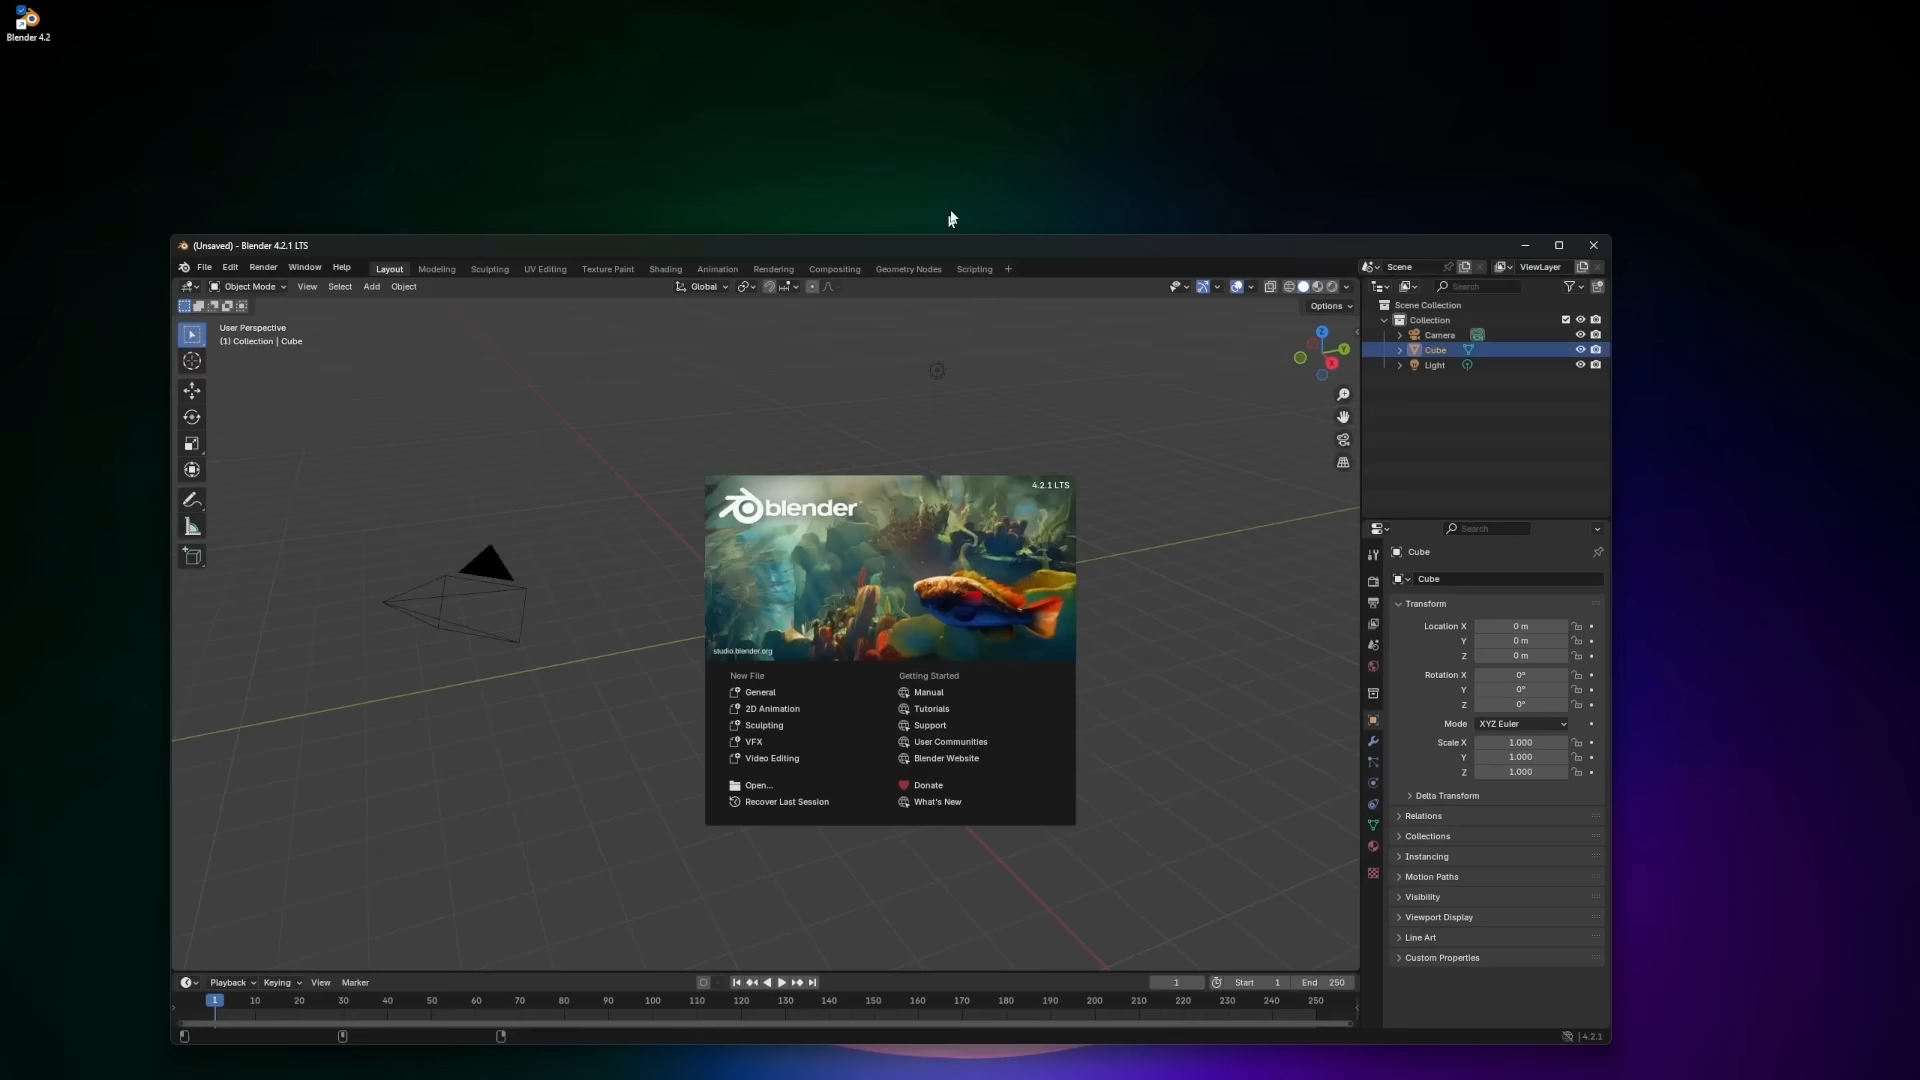 Blender 4.2
(Unsaved) - Blender 4.2.1 LTS
File Edit Render Window Help Layout Modeling Sculpting UV Editing Texture Paint Shading Animation Rendering Compositing Geometry Nodes Scripting + Scene ViewLayer
Object Mode View Select Add Object Global Search
Options
User Perspective
(1) Collection | Cube
Z
Y
X
Scene Collection
Collection
Camera
Cube
Light
Search
Cube
Cube
Transform
Location X 0 m
Y 0 m
Z 0 m
Rotation X 0°
Y 0°
Z 0°
Mode XYZ Euler
Scale X 1.000
Y 1.000
Z 1.000
Delta Transform
Relations
Collections
Instancing
Motion Paths
Visibility
Viewport Display
Line Art
Custom Properties
4.2.1 LTS
blender
studio.blender.org
New File
General
2D Animation
Sculpting
VFX
Video Editing
Open...
Recover Last Session
Getting Started
Manual
Tutorials
Support
User Communities
Blender Website
Donate
What's New
Playback Keying View Marker 1 Start 1 End 250
1 10 20 30 40 50 60 70 80 90 100 110 120 130 140 150 160 170 180 190 200 210 220 230 240 250
4.2.1